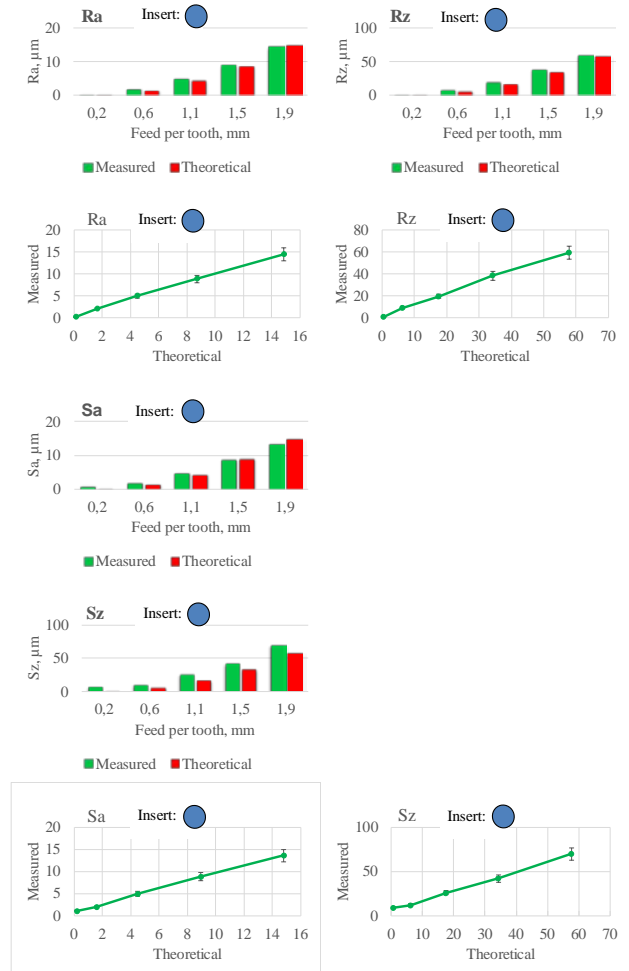 Ra Insert:
20
10
0
Ra, µm
0,2 0,6 1,1 1,5 1,9
Feed per tooth, mm
Measured Theoretical
Rz Insert:
100
50
0
Rz, µm
0,2 0,6 1,1 1,5 1,9
Feed per tooth, mm
Measured Theoretical
Ra Insert:
20
15
10
5
0
Measured
0 2 4 6 8 10 12 14 16
Theoretical
Rz Insert:
80
60
40
20
0
Measured
0 10 20 30 40 50 60 70
Theoretical
Sa Insert:
20
10
0
Sa, µm
0,2 0,6 1,1 1,5 1,9
Feed per tooth, mm
Measured Theoretical
Sz Insert:
100
50
0
Sz, µm
0,2 0,6 1,1 1,5 1,9
Feed per tooth, mm
Measured Theoretical
Sa Insert:
20
15
10
5
0
Measured
0 2 4 6 8 10 12 14 16
Theoretical
Sz Insert:
100
50
0
Measured
0 10 20 30 40 50 60 70
Theoretical